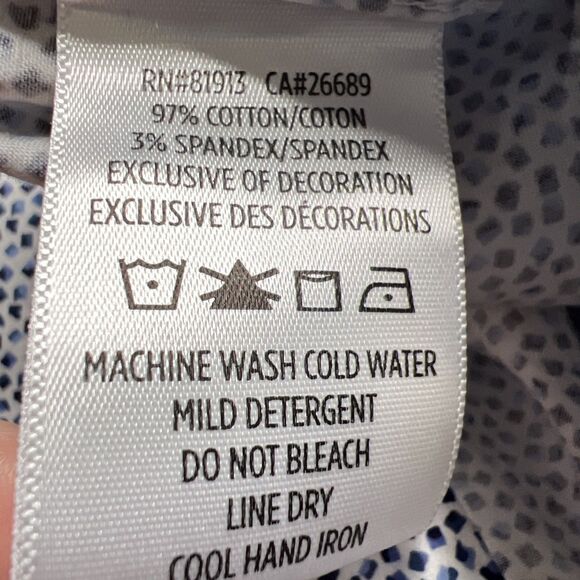 RN#81913 CA#26689
97% COTTON/COTON
3% SPANDEX/SPANDEX
EXCLUSIVE OF DECORATION
EXCLUSIVE DES DÉCORATIONS
MACHINE WASH COLD WATER
MILD DETERGENT
DO NOT BLEACH
LINE DRY
COOL HAND IRON